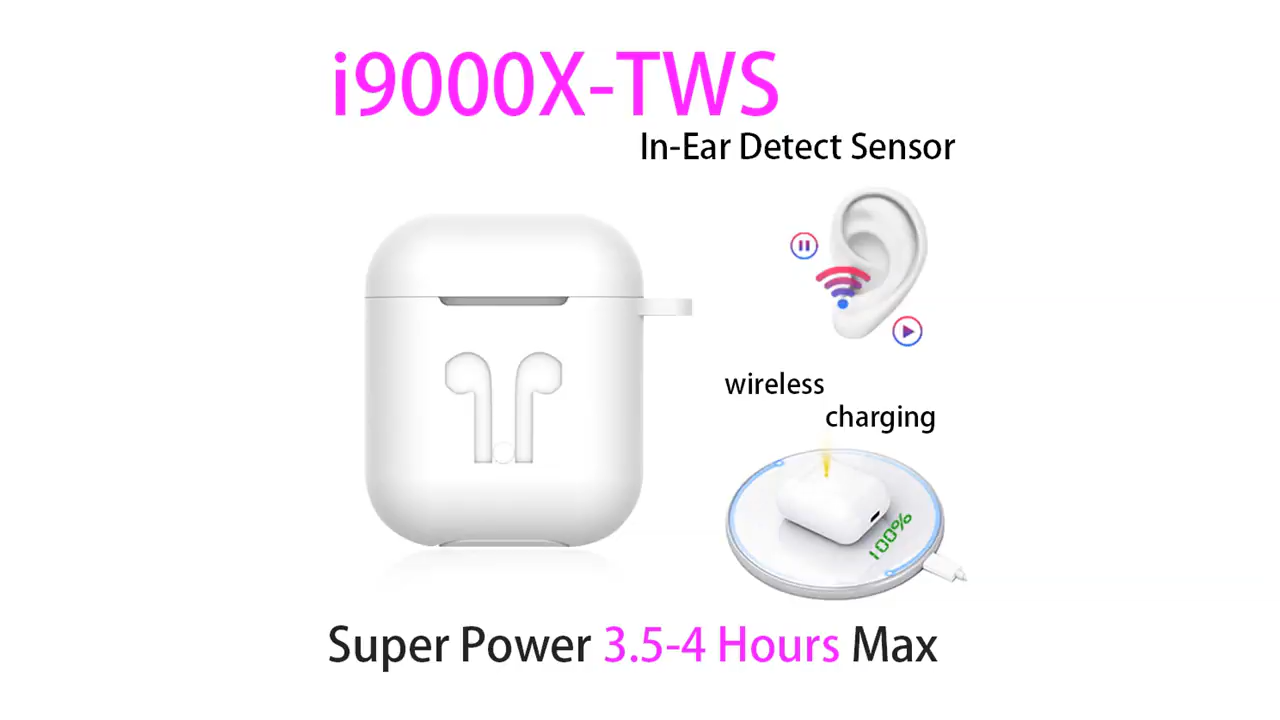 i9000X-TWS
In-Ear Detect Sensor
wireless
charging
100%
Super Power 3.5-4 Hours Max